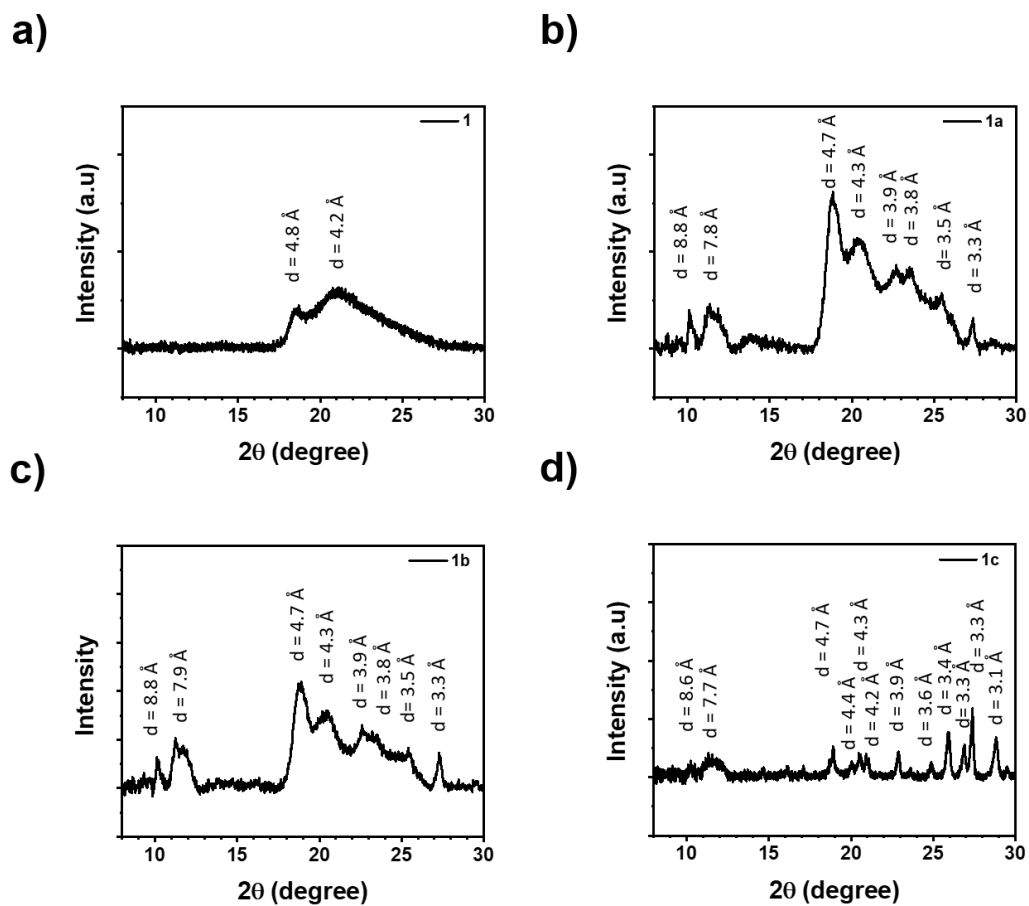 a)
1
d = 4.8 Å
d = 4.2 Å
Intensity (a.u)
10 15 20 25 30
2θ (degree)
b)
1a
d = 8.8 Å
d = 7.8 Å
d = 4.7 Å
d = 4.3 Å
d = 3.9 Å
d = 3.8 Å
d= 3.5 Å
d = 3.3 Å
Intensity (a.u)
10 15 20 25 30
2θ (degree)
c)
1b
d = 8.8 Å
d = 7.9 Å
d = 4.7 Å
d = 4.3 Å
d = 3.9 Å
d = 3.8 Å
d= 3.5 Å
d = 3.3 Å
Intensity
10 15 20 25 30
2θ (degree)
d)
1c
d = 8.6 Å
d = 7.7 Å
d = 4.7 Å
d = 4.4 Å
d = 4.3 Å
d = 4.2 Å
d = 3.9 Å
d = 3.6 Å
d = 3.4 Å
d = 3.3 Å
d = 3.3 Å
d = 3.1 Å
Intensity (a.u)
10 15 20 25 30
2θ (degree)